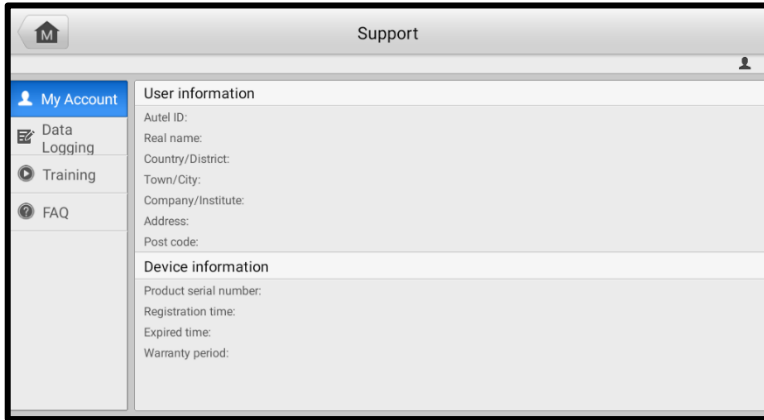 M
Support
My Account
Data
Logging
Training
FAQ
User information
Autel ID:
Real name:
Country/District:
Town/City:
Company/Institute:
Address:
Post code:
Device information
Product serial number:
Registration time:
Expired time:
Warranty period: